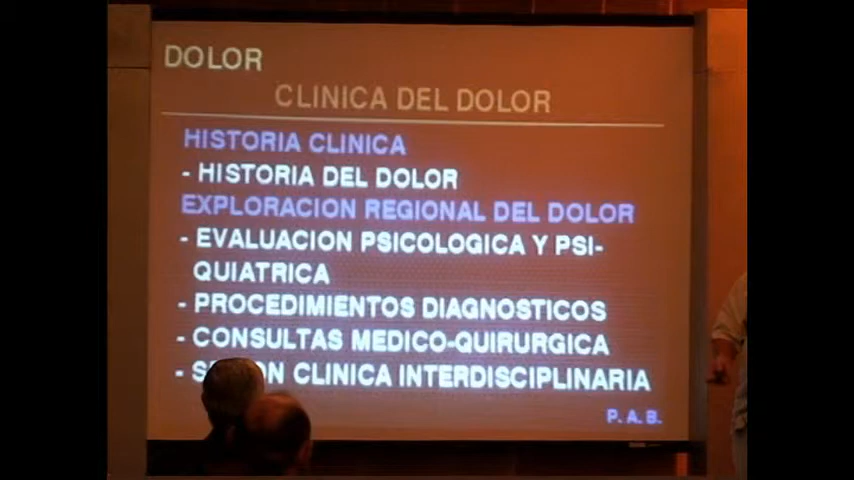 DOLOR
CLINICA DEL DOLOR
HISTORIA CLINICA
- HISTORIA DEL DOLOR
EXPLORACION REGIONAL DEL DOLOR
- EVALUACION PSICOLOGICA Y PSI-
QUIATRICA
- PROCEDIMIENTOS DIAGNOSTICOS
- CONSULTAS MEDICO-QUIRURGICA
- CLINICA INTERDISCIPLINARIA
P. A. B.